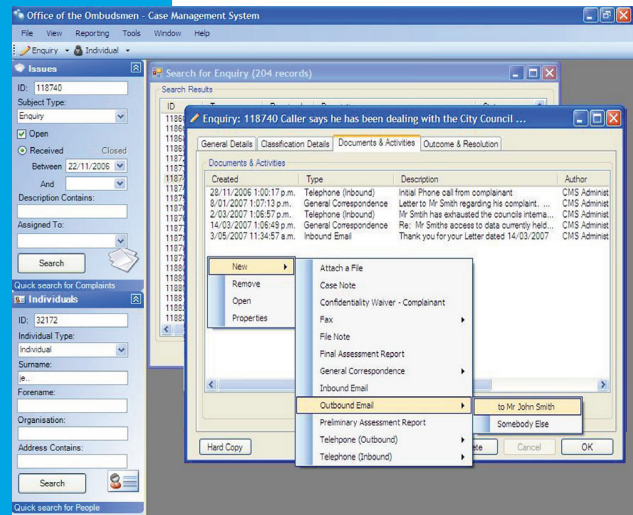 Office of the Ombudsmen - Case Management System
File View Reporting Tools Window Help
Enquiry Individual
Issues
ID: 118740
Subject Type:
Enquiry
Open
Received Closed
Between 22/11/2006
And
Description Contains:
Assigned To:
Search
Quick search for Complaints
Individuals
ID: 32172
Individual Type:
Individual
Surname:
je..
Forename:
Organisation:
Address Contains:
Search
Quick search for People
Search for Enquiry (204 records)
Search Results
ID
Enquiry: 118740 Caller says he has been dealing with the City Council ...
General Details Classification Details Documents & Activities Outcome & Resolution
Documents & Activities
Created Type Description Author
28/11/2006 1:00:17 p.m. Telephone (Inbound) Initial Phone call from complainant CMS Administ
8/01/2007 1:07:13 p.m. General Correspondence Letter to Mr Smith regarding his complaint. ... CMS Administ
2/03/2007 1:06:57 p.m. Telephone (Inbound) Mr Smtih has exhausted the councils interna... CMS Administ
14/03/2007 1:06:49 p.m. General Correspondence Re: Mr Smiths access to data currently held... CMS Administ
3/05/2007 11:34:57 a.m. Inbound Email Thank you for your Letter dated 14/03/2007 CMS Administ
New
Remove
Open
Properties
Attach a File
Case Note
Confidentiality Waiver - Complainant
Fax
File Note
Final Assessment Report
General Correspondence
Inbound Email
Outbound Email
Preliminary Assessment Report
Telehpone (Outbound)
Telephone (Inbound)
to Mr John Smith
Somebody Else
Hard Copy
Cancel
OK